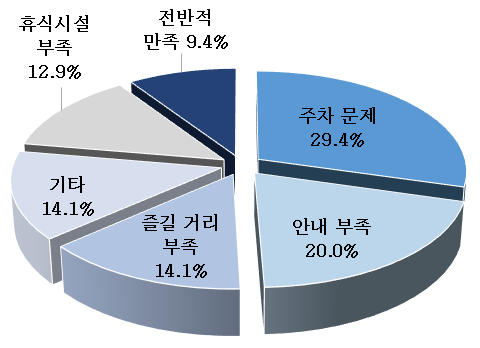 휴식시설
부족
12.9%
전반적
만족 9.4%
주차 문제
29.4%
기타
14.1%
즐길 거리
부족
14.1%
안내 부족
20.0%